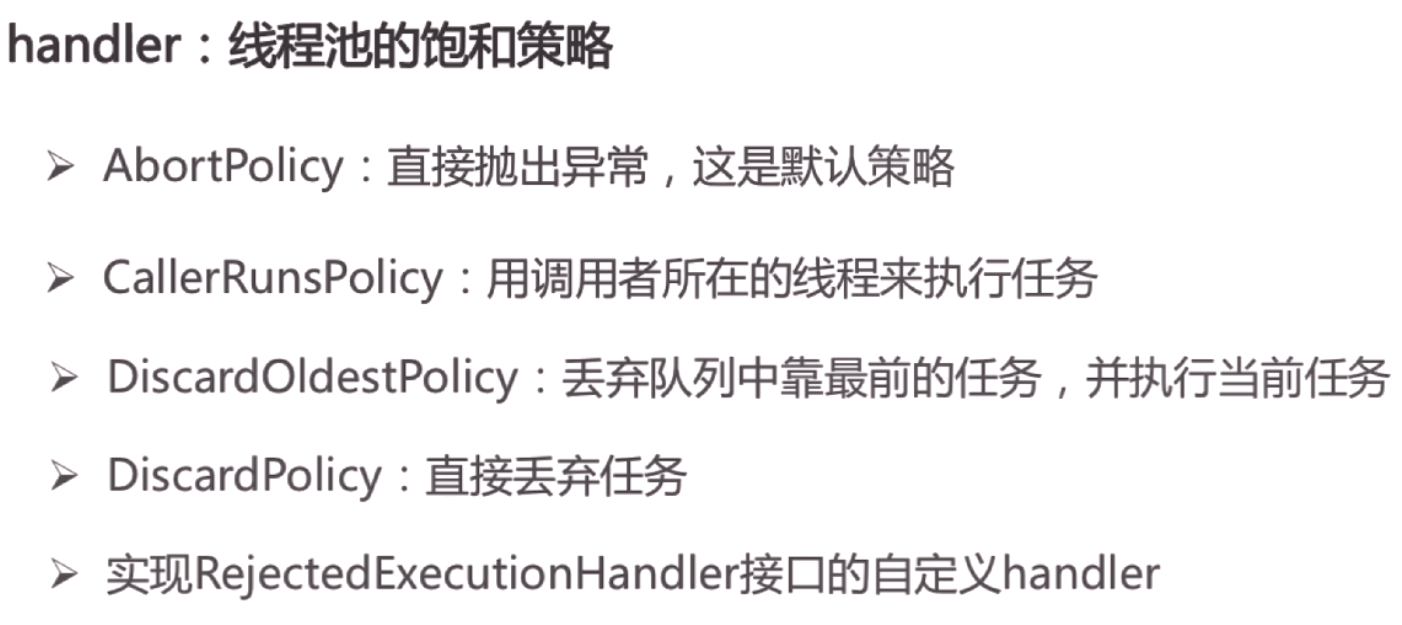 handler：线程池的饱和策略
➢ AbortPolicy：直接抛出异常，这是默认策略
➢ CallerRunsPolicy：用调用者所在的线程来执行任务
➢ DiscardOldestPolicy：丢弃队列中靠最前的任务，并执行当前任务
➢ DiscardPolicy：直接丢弃任务
➢ 实现RejectedExecutionHandler接口的自定义handler